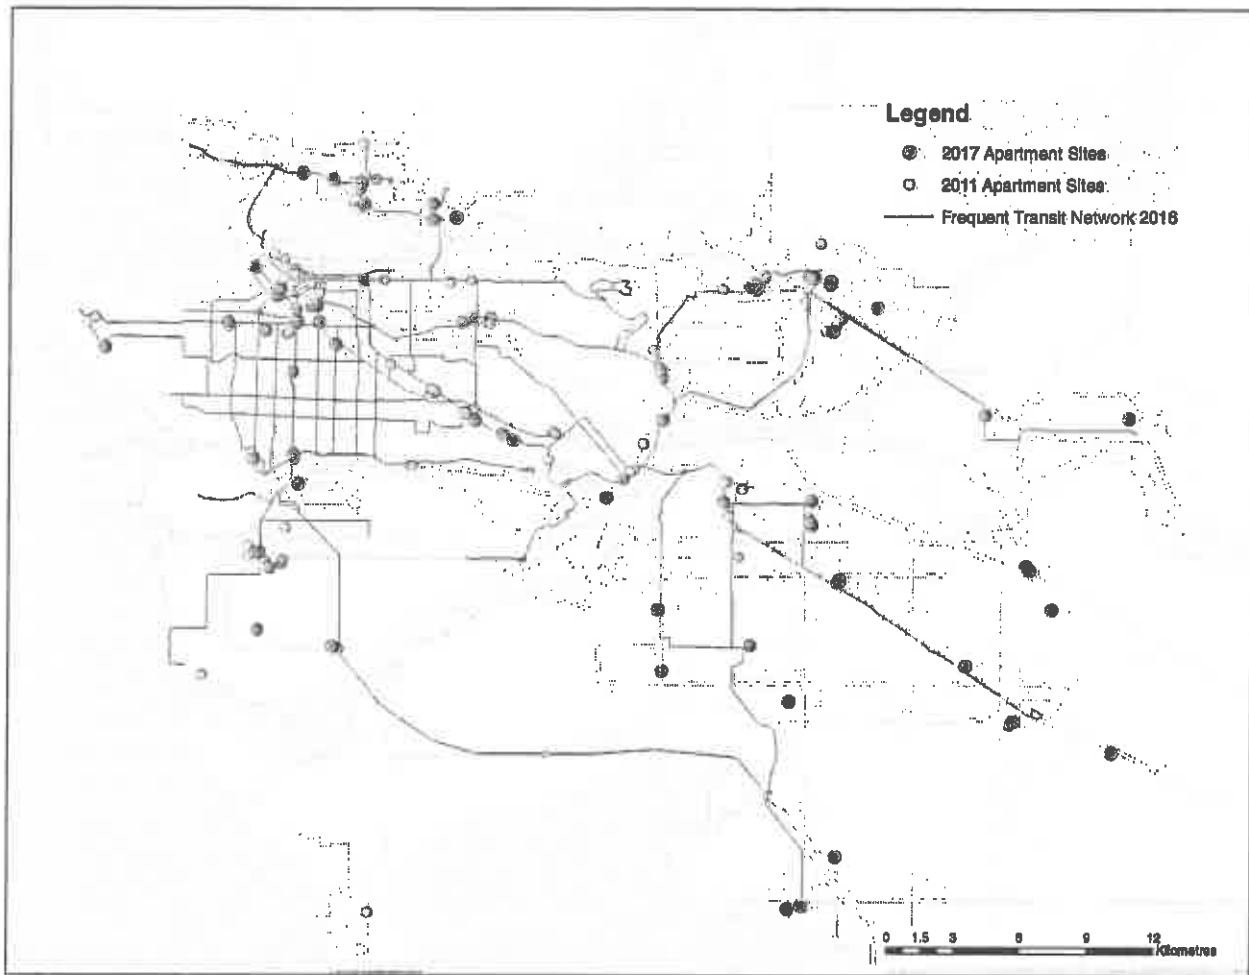 Legend
2017 Apartment Sites
2011 Apartment Sites
Frequent Transit Network 2016
0 1.5 3 6 9 12
Kilometres